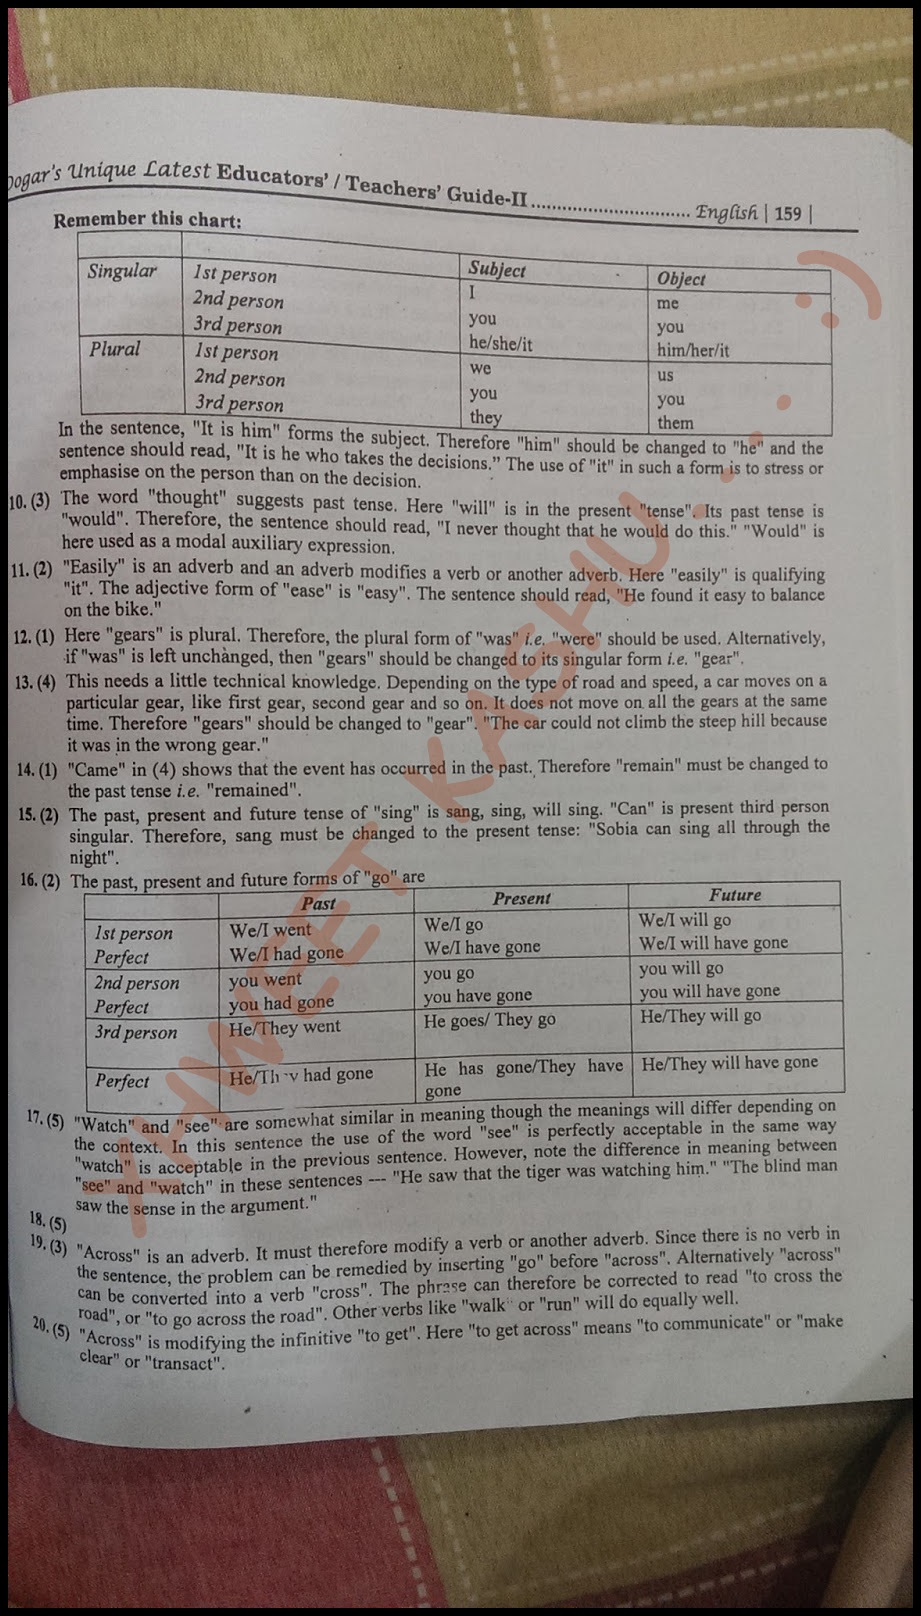 Dogar's Unique Latest Educators' / Teachers' Guide-II.............................. English | 159 |
Remember this chart:
Subject Object
Singular 1st person I me
2nd person you you
3rd person he/she/it him/her/it
Plural 1st person we us
2nd person you you
3rd person they them
In the sentence, "It is him" forms the subject. Therefore "him" should be changed to "he" and the
sentence should read, "It is he who takes the decisions." The use of "it" in such a form is to stress or
emphasise on the person than on the decision.
10. (3) The word "thought" suggests past tense. Here "will" is in the present "tense". Its past tense is
"would". Therefore, the sentence should read, "I never thought that he would do this." "Would" is
here used as a modal auxiliary expression.
11. (2) "Easily" is an adverb and an adverb modifies a verb or another adverb. Here "easily" is qualifying
"it". The adjective form of "ease" is "easy". The sentence should read, "He found it easy to balance
on the bike."
12. (1) Here "gears" is plural. Therefore, the plural form of "was" i.e. "were" should be used. Alternatively,
if "was" is left unchanged, then "gears" should be changed to its singular form i.e. "gear".
13. (4) This needs a little technical knowledge. Depending on the type of road and speed, a car moves on a
particular gear, like first gear, second gear and so on. It does not move on all the gears at the same
time. Therefore "gears" should be changed to "gear". "The car could not climb the steep hill because
it was in the wrong gear."
14. (1) "Came" in (4) shows that the event has occurred in the past. Therefore "remain" must be changed to
the past tense i.e. "remained".
15. (2) The past, present and future tense of "sing" is sang, sing, will sing. "Can" is present third person
singular. Therefore, sang must be changed to the present tense: "Sobia can sing all through the
night".
16. (2) The past, present and future forms of "go" are
Past Present Future
1st person We/I went We/I go We/I will go
Perfect We/I had gone We/I have gone We/I will have gone
2nd person you went you go you will go
Perfect you had gone you have gone you will have gone
3rd person He/They went He goes/ They go He/They will go
Perfect He/They had gone He has gone/They have He/They will have gone
gone
17. (5) "Watch" and "see" are somewhat similar in meaning though the meanings will differ depending on
the context. In this sentence the use of the word "see" is perfectly acceptable in the same way
"watch" is acceptable in the previous sentence. However, note the difference in meaning between
"see" and "watch" in these sentences --- "He saw that the tiger was watching him." "The blind man
saw the sense in the argument."
18. (5)
19. (3) "Across" is an adverb. It must therefore modify a verb or another adverb. Since there is no verb in
the sentence, the problem can be remedied by inserting "go" before "across". Alternatively "across"
can be converted into a verb "cross". The phrase can therefore be corrected to read "to cross the
road", or "to go across the road". Other verbs like "walk" or "run" will do equally well.
20. (5) "Across" is modifying the infinitive "to get". Here "to get across" means "to communicate" or "make
clear" or "transact".
XHWEET KASHU. . . . :)